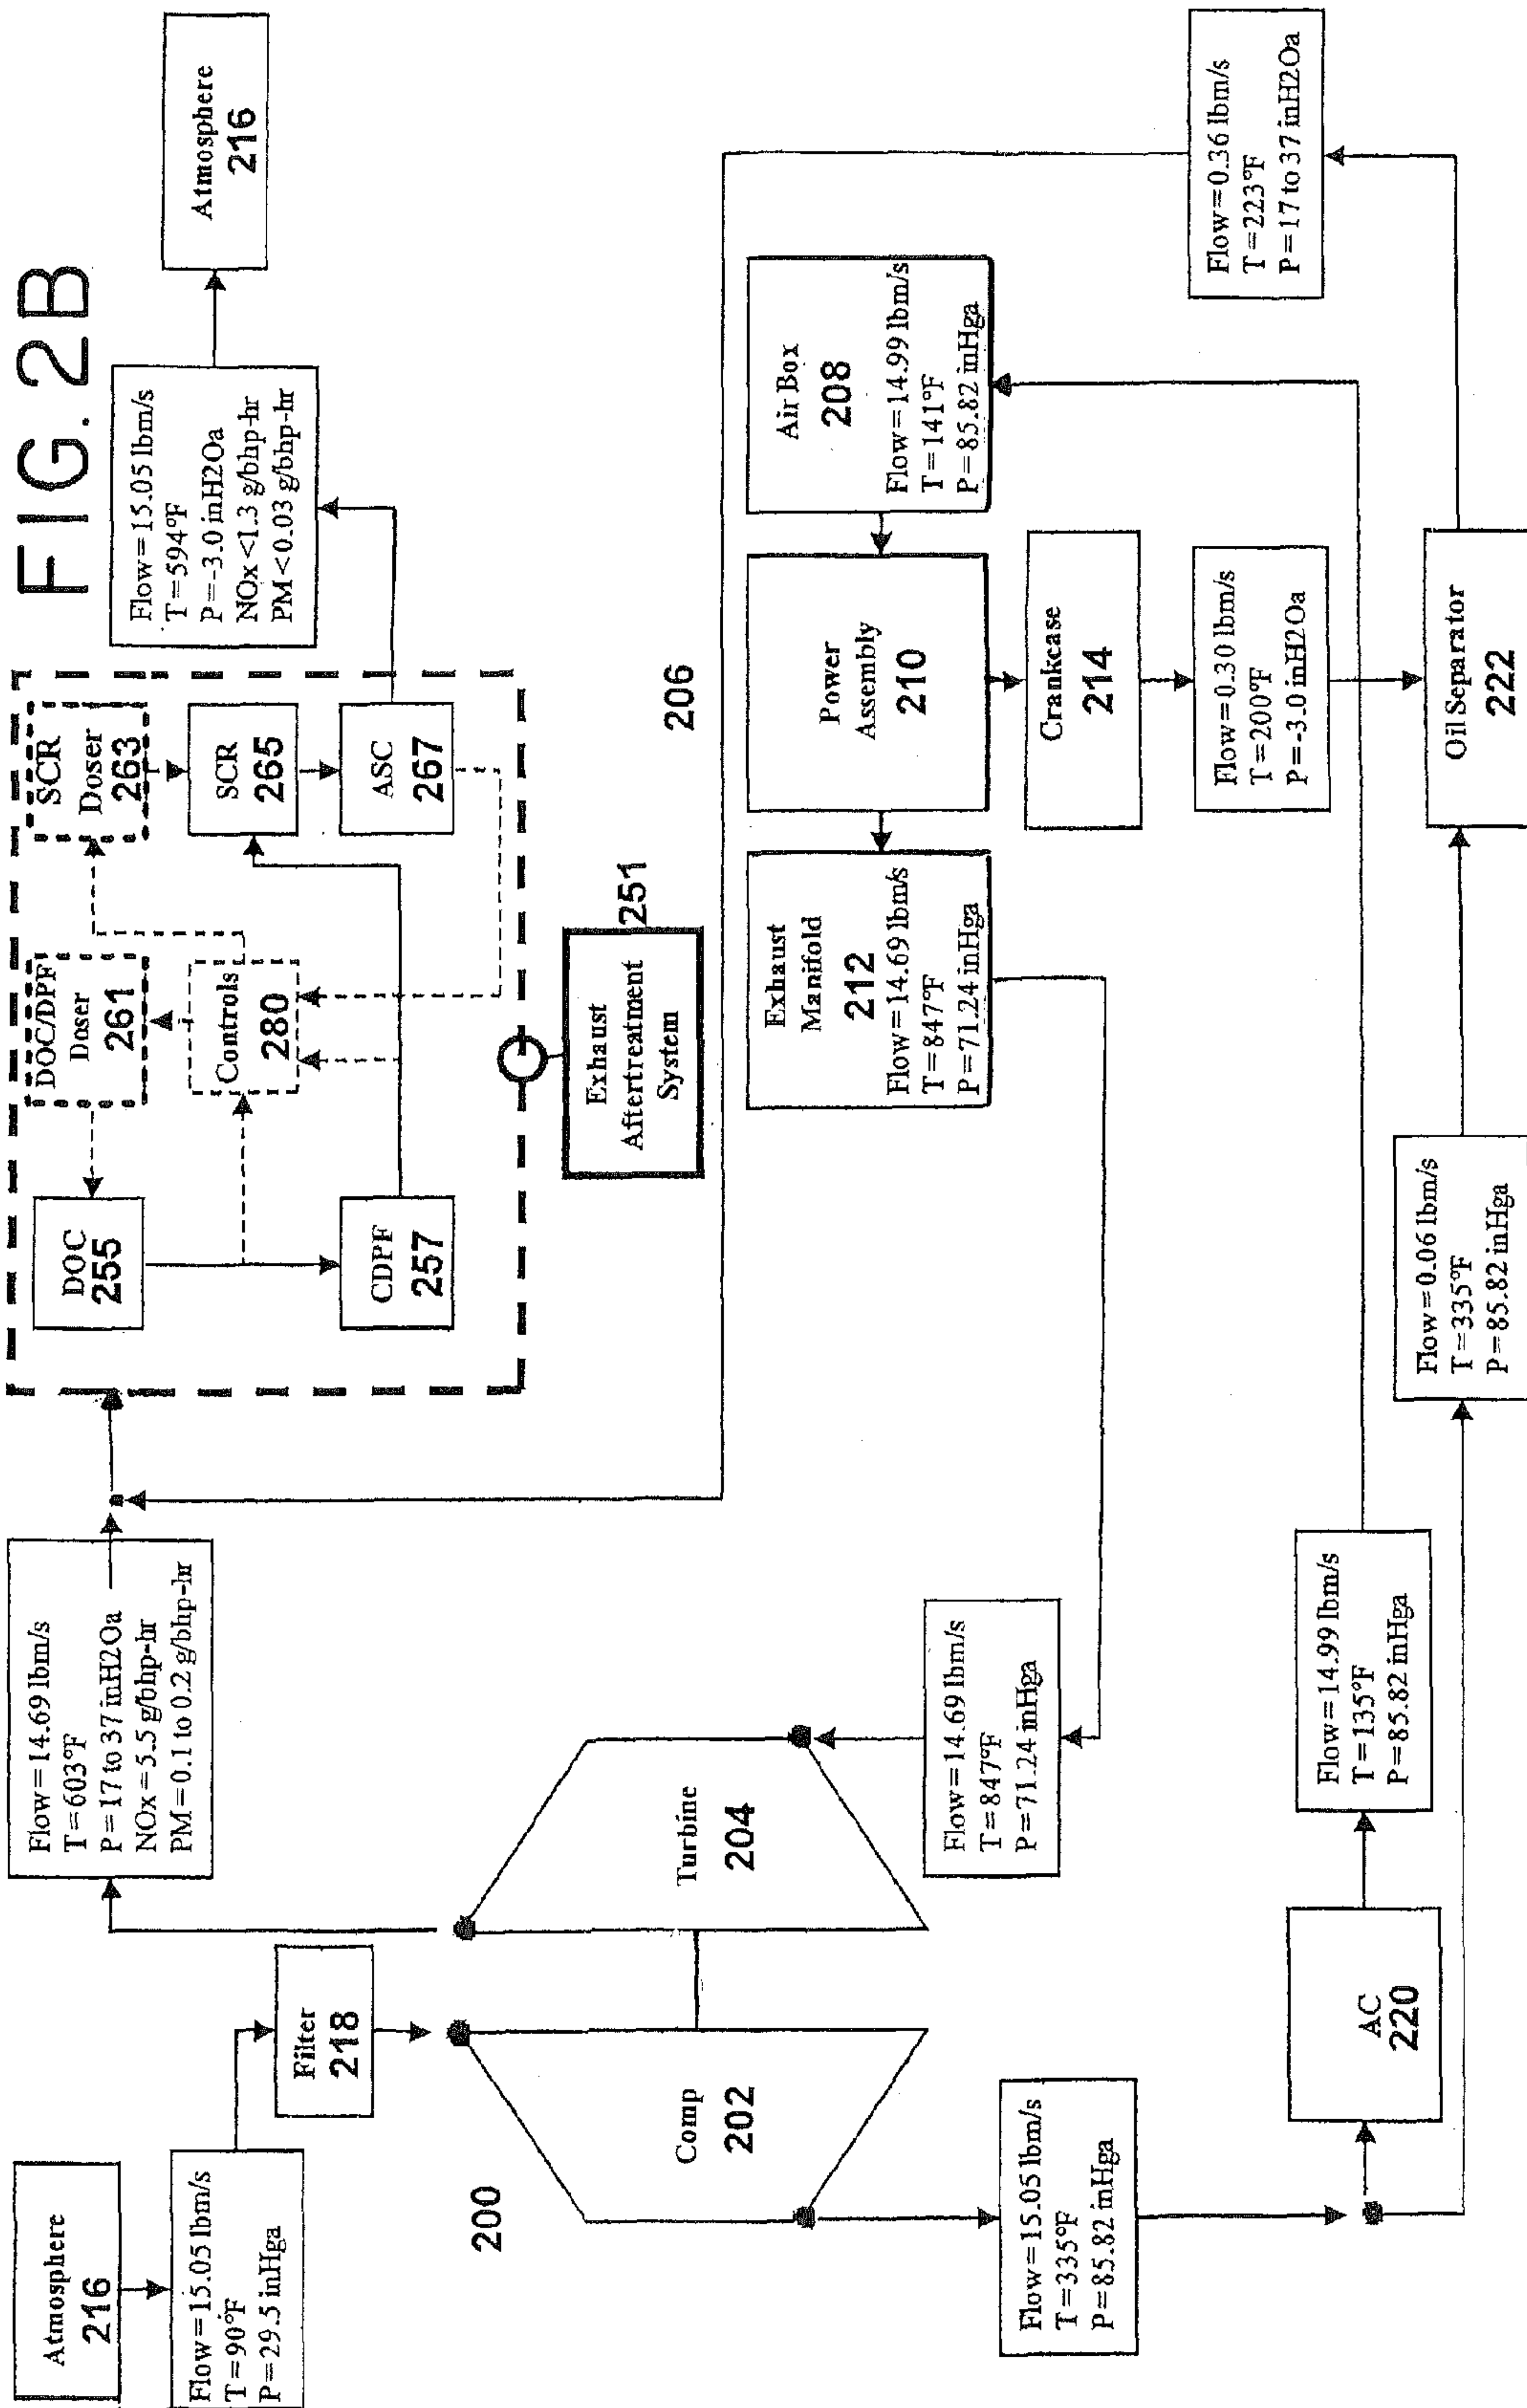 FIG. 2B
Atmosphere
216
Flow=15.05 lbm/s
T=90°F
P=29.5 inHga
Filter
218
200
Comp
202
Turbine
204
Flow=15.05 lbm/s
T=335°F
P=85.82 inHga
AC
220
Flow=14.99 lbm/s
T=135°F
P=85.82 inHga
Flow=0.06 lbm/s
T=335°F
P=85.82 inHga
Flow=14.69 lbm/s
T=847°F
P=71.24 inHga
Flow=14.69 lbm/s
T=603°F
P=17 to 37 inH2Oa
NOx=5.5 g/bhp-hr
PM=0.1 to 0.2 g/bhp-hr
DOC
255
CDPF
257
DOC/DPF
Doser
261
Controls
280
SCR
Doser
263
SCR
265
ASC
267
Exhaust
Aftertreatment
System
251
Flow=15.05 lbm/s
T=594°F
P=-3.0 inH2Oa
NOx <1.3 g/bhp-hr
PM<0.03 g/bhp-hr
Atmosphere
216
206
Exhaust
Manifold
212
Flow=14.69 lbm/s
T=847°F
P=71.24 inHga
Power
Assembly
210
Air Box
208
Flow=14.99 lbm/s
T=141°F
P=85.82 inHga
Crankcase
214
Flow=0.30 lbm/s
T=200°F
P=-3.0 inH2Oa
Oil Separator
222
Flow=0.36 lbm/s
T=223°F
P=17 to 37 inH2Oa